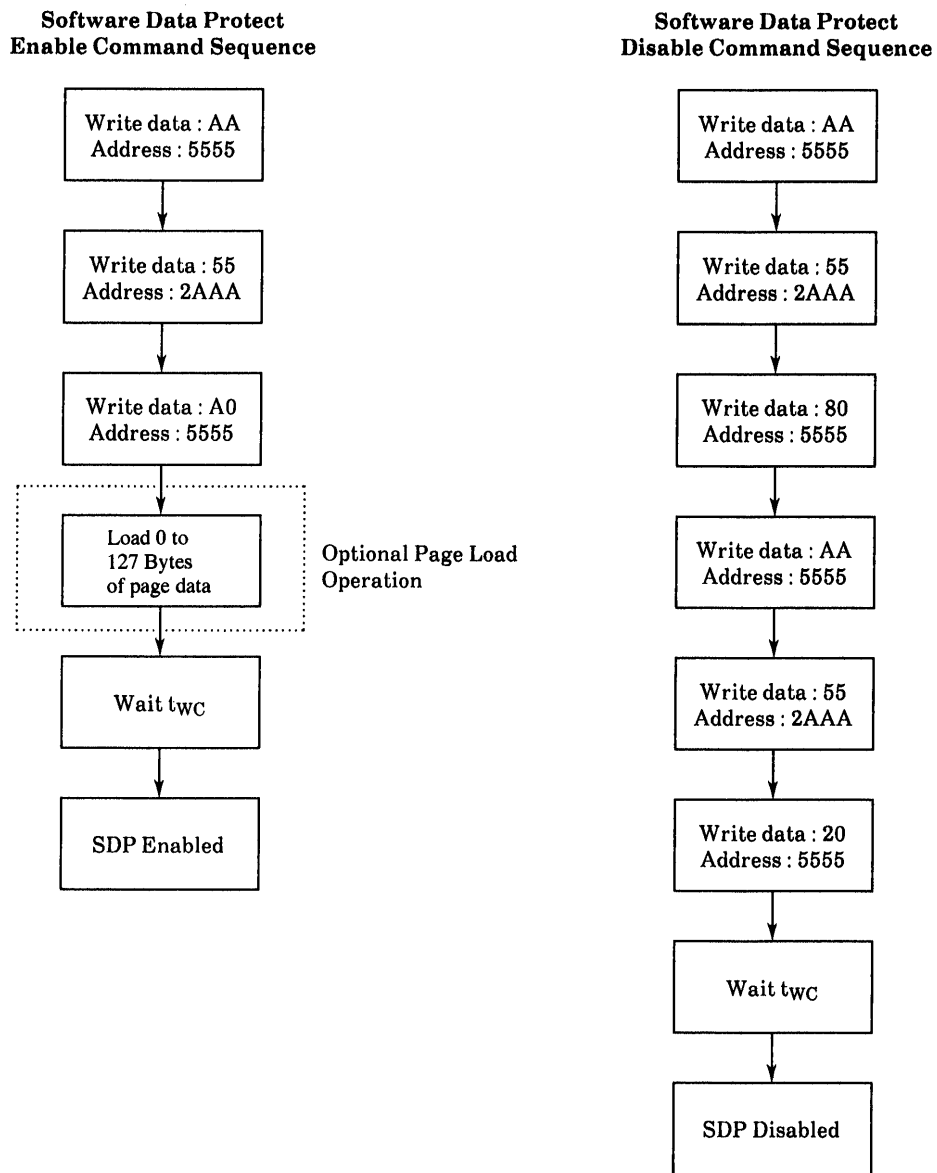 Software Data Protect
Enable Command Sequence
Write data : AA
Address : 5555
Write data : 55
Address : 2AAA
Write data : A0
Address : 5555
Load 0 to
127 Bytes
of page data
Optional Page Load
Operation
Wait tWC
SDP Enabled
Software Data Protect
Disable Command Sequence
Write data : AA
Address : 5555
Write data : 55
Address : 2AAA
Write data : 80
Address : 5555
Write data : AA
Address : 5555
Write data : 55
Address : 2AAA
Write data : 20
Address : 5555
Wait tWC
SDP Disabled